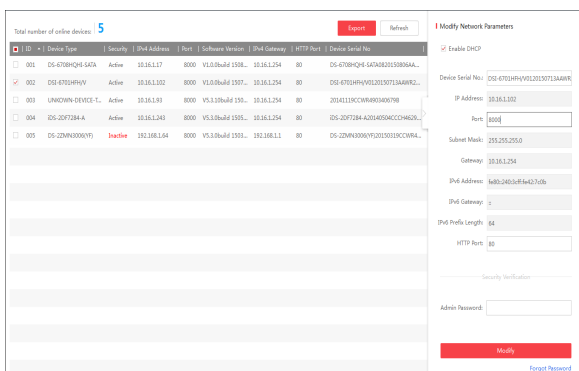 Total number of online devices: 5
Export
Refresh
ID Device Type Security IPv4 Address Port Software Version IPv4 Gateway HTTP Port Device Serial No
001 DS-6708HQHI-SATA Active 10.16.1.17 8000 V1.0.0build 1508... 10.16.1.254 80 DS-6708HQHI-SATA0820150806AA...
002 DSI-6701HFH/V Active 10.16.1.102 8000 V1.0.0build 1507... 10.16.1.254 80 DSI-6701HFH/V0120150713AAWR2...
003 UNKOWN-DEVICE-T... Active 10.16.1.93 8000 V5.3.10build 150... 10.16.1.254 80 20141119CCWR490340679B
004 iDS-2DF7284-A Active 10.16.1.243 8000 V5.3.0build 1505... 10.16.1.254 80 iDS-2DF7284-A20140504CCCH4629...
005 DS-2ZMN3006(YF) Inactive 192.168.1.64 8000 V5.3.0build 1503... 192.168.1.1 80 DS-2ZMN3006(YF)20150319CCWR4...
Modify Network Parameters
Enable DHCP
Device Serial No.: DSI-6701HFH/V0120150713AAWR
IP Address: 10.16.1.102
Port: 8000
Subnet Mask: 255.255.255.0
Gateway: 10.16.1.254
IPv6 Address: fe80::240:3cff:fe42:7c0b
IPv6 Gateway: ::
IPv6 Prefix Length: 64
HTTP Port: 80
Security Verification
Admin Password:
Modify
Forgot Password